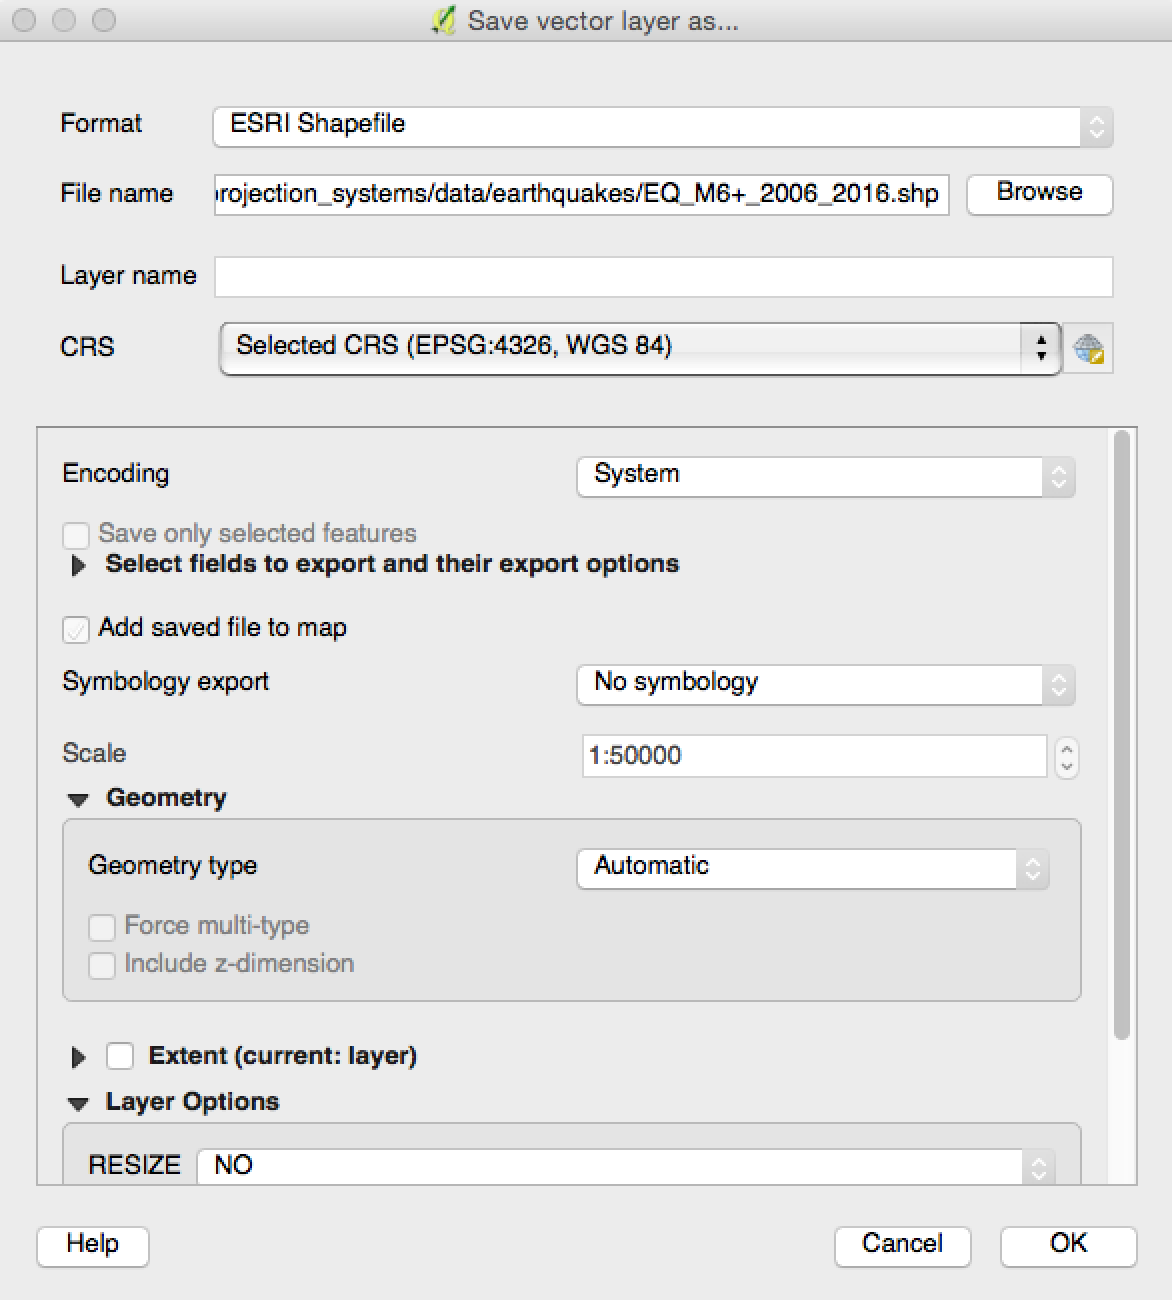 Save vector layer as...
Format ESRI Shapefile
File name rojection_systems/data/earthquakes/EQ_M6+_2006_2016.shp Browse
Layer name
CRS Selected CRS (EPSG:4326, WGS 84)
Encoding System
Save only selected features
Select fields to export and their export options
Add saved file to map
Symbology export No symbology
Scale 1:50000
Geometry
Geometry type Automatic
Force multi-type
Include z-dimension
Extent (current: layer)
Layer Options
RESIZE NO
Help Cancel OK